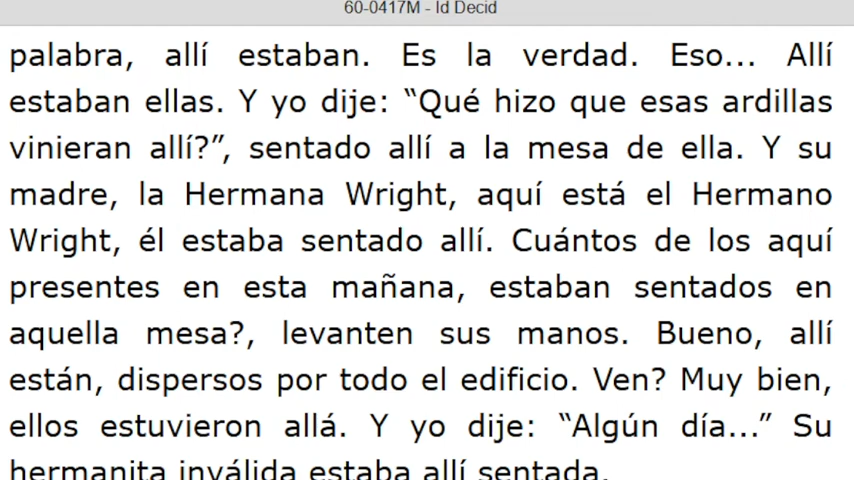 60-0417M - Id Decid
palabra, allí estaban. Es la verdad. Eso... Allí
estaban ellas. Y yo dije: “Qué hizo que esas ardillas
vinieran allí?”, sentado allí a la mesa de ella. Y su
madre, la Hermana Wright, aquí está el Hermano
Wright, él estaba sentado allí. Cuántos de los aquí
presentes en esta mañana, estaban sentados en
aquella mesa?, levanten sus manos. Bueno, allí
están, dispersos por todo el edificio. Ven? Muy bien,
ellos estuvieron allá. Y yo dije: “Algún día...” Su
hermanita inválida estaba allí sentada.